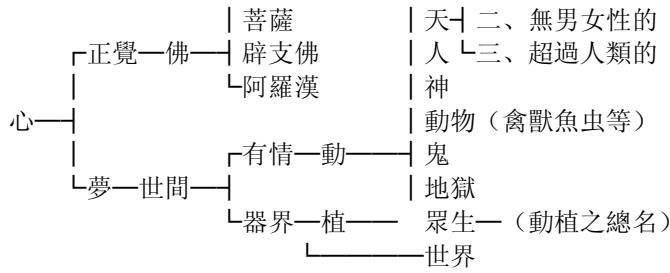 ｜菩薩 ｜天┤二、無男女性的
┌正覺─佛─┤辟支佛 ｜人└三、超過人類的
｜ └阿羅漢 ｜神
心─┤ ｜動物（禽獸魚虫等）
｜ ┌有情─動──┤鬼
└夢─世間─┤ ｜地獄
└器界─植── 眾生─（動植之總名）
└────世界